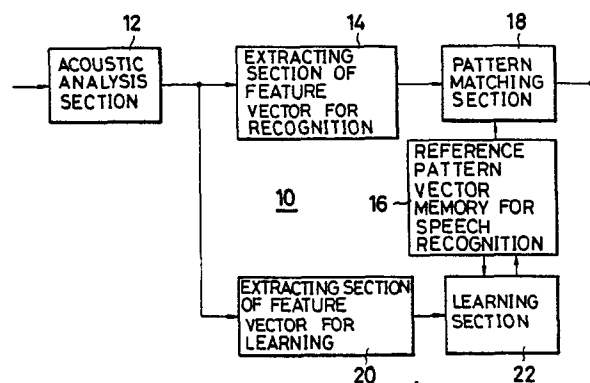 12
ACOUSTIC
ANALYSIS
SECTION
14
EXTRACTING
SECTION OF
FEATURE
VECTOR FOR
RECOGNITION
18
PATTERN
MATCHING
SECTION
10
16
REFERENCE
PATTERN
VECTOR
MEMORY FOR
SPEECH
RECOGNITION
EXTRACTING SECTION
OF FEATURE
VECTOR FOR
LEARNING
20
LEARNING
SECTION
22